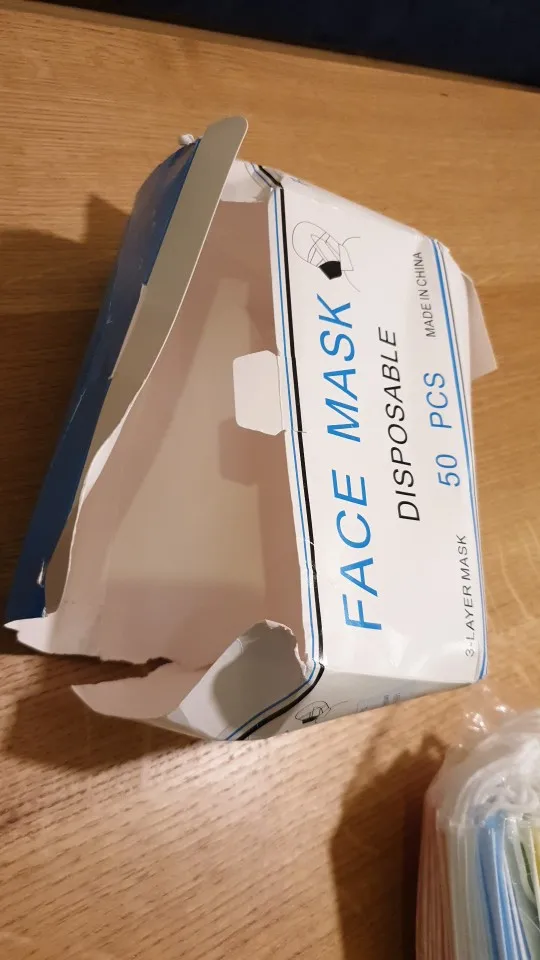 FACE MASK
DISPOSABLE
50 PCS
MADE IN CHINA
3-LAYER MASK